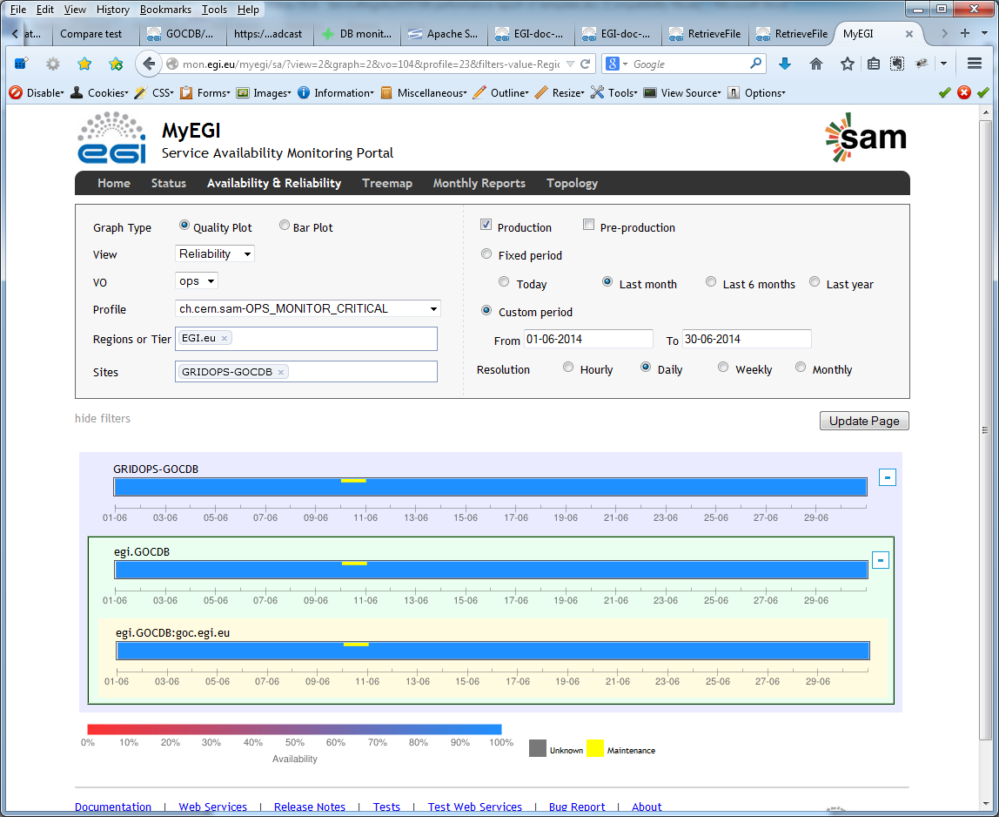 File Edit View History Bookmarks Tools Help
at... Compare test GOCDB/... https:/...adcast DB monit... Apache S... EGI-doc-... EGI-doc-... RetrieveFile RetrieveFile MyEGI
mon.egi.eu/myegi/sa/?view=2&graph=2&vo=104&profile=23&filters-value-Regio Google
Disable Cookies CSS Forms Images Information Miscellaneous Outline Resize Tools View Source Options
egi MyEGI sam
Service Availability Monitoring Portal
Home Status Availability & Reliability Treemap Monthly Reports Topology
Graph Type Quality Plot Bar Plot Production Pre-production
View Reliability Fixed period
VO ops Today Last month Last 6 months Last year
Profile ch.cern.sam-OPS_MONITOR_CRITICAL Custom period
Regions or Tier EGI.eu × From 01-06-2014 To 30-06-2014
Sites GRIDOPS-GOCDB × Resolution Hourly Daily Weekly Monthly
hide filters Update Page
GRIDOPS-GOCDB
01-06 03-06 05-06 07-06 09-06 11-06 13-06 15-06 17-06 19-06 21-06 23-06 25-06 27-06 29-06
egi.GOCDB
01-06 03-06 05-06 07-06 09-06 11-06 13-06 15-06 17-06 19-06 21-06 23-06 25-06 27-06 29-06
egi.GOCDB:goc.egi.eu
01-06 03-06 05-06 07-06 09-06 11-06 13-06 15-06 17-06 19-06 21-06 23-06 25-06 27-06 29-06
0% 10% 20% 30% 40% 50% 60% 70% 80% 90% 100% Unknown Maintenance
Availability
Documentation | Web Services | Release Notes | Tests | Test Web Services | Bug Report | About